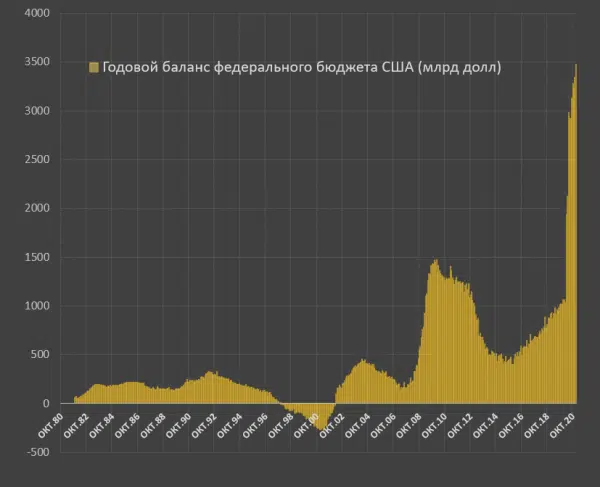 4000
Годовой баланс федерального бюджета США (млрд долл)
3500
3000
2500
2000
1500
1000
500
0
-500
окт.80
окт.82
окт.84
окт.86
окт.88
окт.90
окт.92
окт.94
окт.96
окт.98
окт.00
окт.02
окт.04
окт.06
окт.08
окт.10
окт.12
окт.14
окт.16
окт.18
окт.20